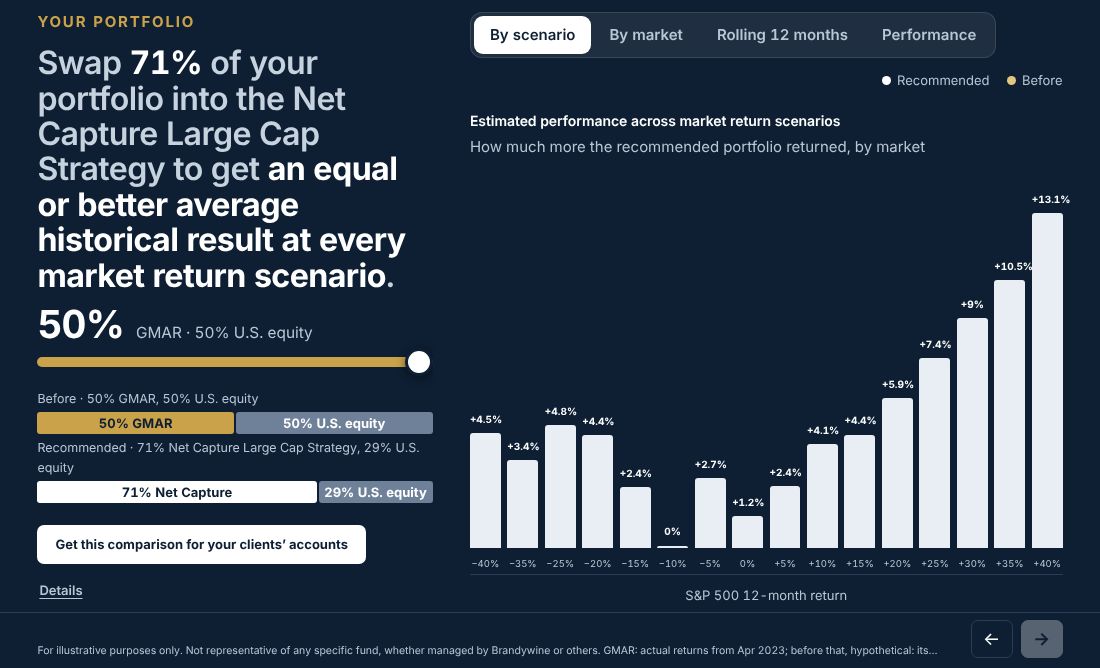 YOUR PORTFOLIO
Swap 71% of your
portfolio into the Net
Capture Large Cap
Strategy to get an equal
or better average
historical result at every
market return scenario.
50% GMAR · 50% U.S. equity
Before · 50% GMAR, 50% U.S. equity
50% GMAR 50% U.S. equity
Recommended · 71% Net Capture Large Cap Strategy, 29% U.S.
equity
71% Net Capture 29% U.S. equity
Get this comparison for your clients’ accounts
Details
By scenario By market Rolling 12 months Performance
Recommended Before
Estimated performance across market return scenarios
How much more the recommended portfolio returned, by market
+4.5% +3.4% +4.8% +4.4% +2.4% 0% +2.7% +1.2% +2.4% +4.1% +4.4% +5.9% +7.4% +9% +10.5% +13.1%
−40% −35% −25% −20% −15% −10% −5% 0% +5% +10% +15% +20% +25% +30% +35% +40%
S&P 500 12-month return
For illustrative purposes only. Not representative of any specific fund, whether managed by Brandywine or others. GMAR: actual returns from Apr 2023; before that, hypothetical: its…
← →